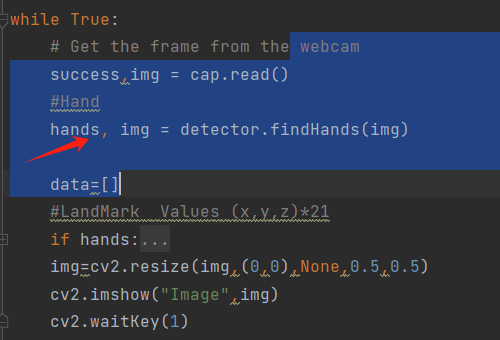 while True:
# Get the frame from the webcam
success,img = cap.read()
#Hand
hands, img = detector.findHands(img)
data=[]
#LandMark  Values (x,y,z)*21
if hands:...
img=cv2.resize(img,(0,0),None,0.5,0.5)
cv2.imshow("Image",img)
cv2.waitKey(1)